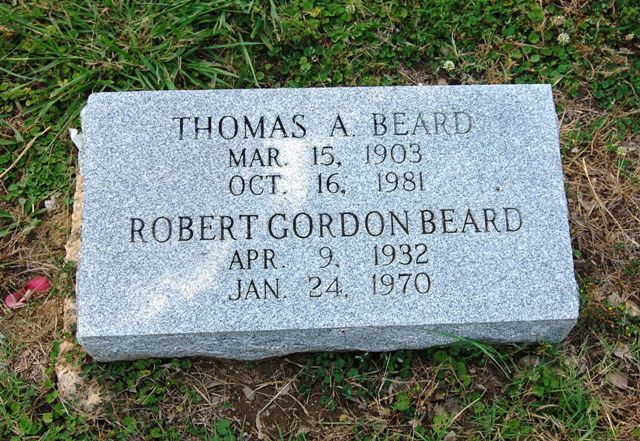 THOMAS A. BEARD
MAR. 15, 1903
OCT. 16, 1981
ROBERT GORDON BEARD
APR. 9, 1932
JAN. 24, 1970